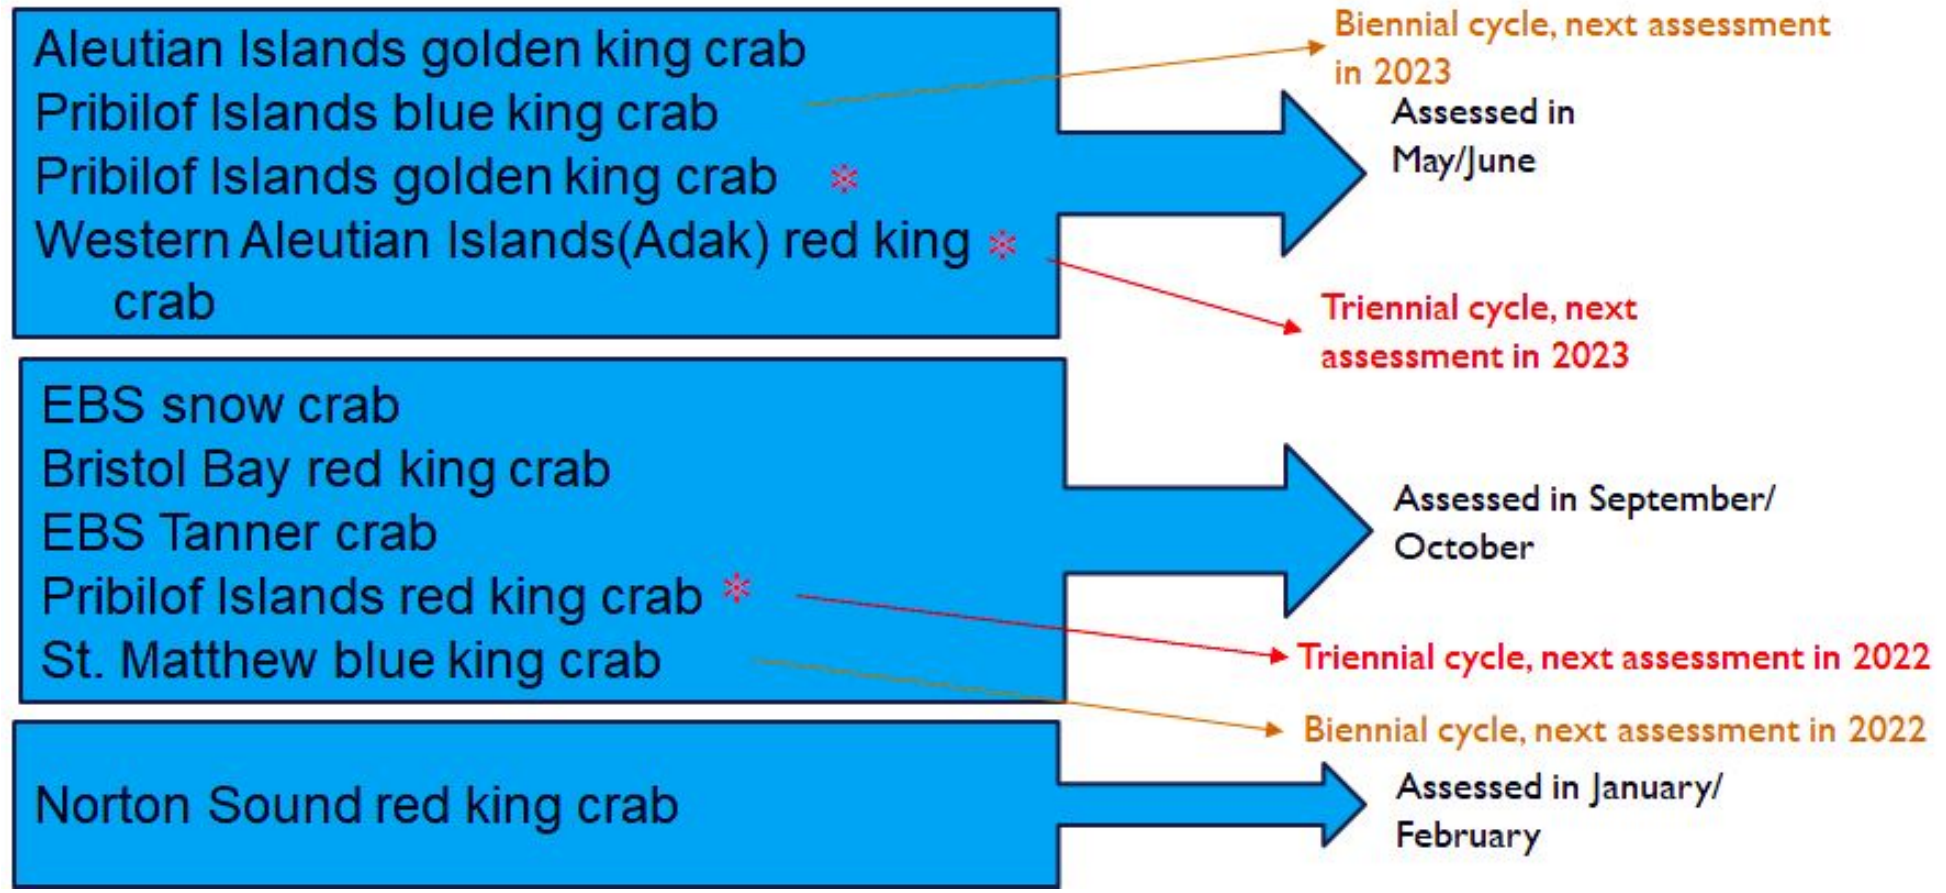 Aleutian Islands golden king crab
Pribilof Islands blue king crab
Pribilof Islands golden king crab *
Western Aleutian Islands(Adak) red king *
crab
Biennial cycle, next assessment
in 2023
Assessed in
May/June
Triennial cycle, next
assessment in 2023
EBS snow crab
Bristol Bay red king crab
EBS Tanner crab
Pribilof Islands red king crab *
St. Matthew blue king crab
Assessed in September/
October
Triennial cycle, next assessment in 2022
Biennial cycle, next assessment in 2022
Norton Sound red king crab
Assessed in January/
February